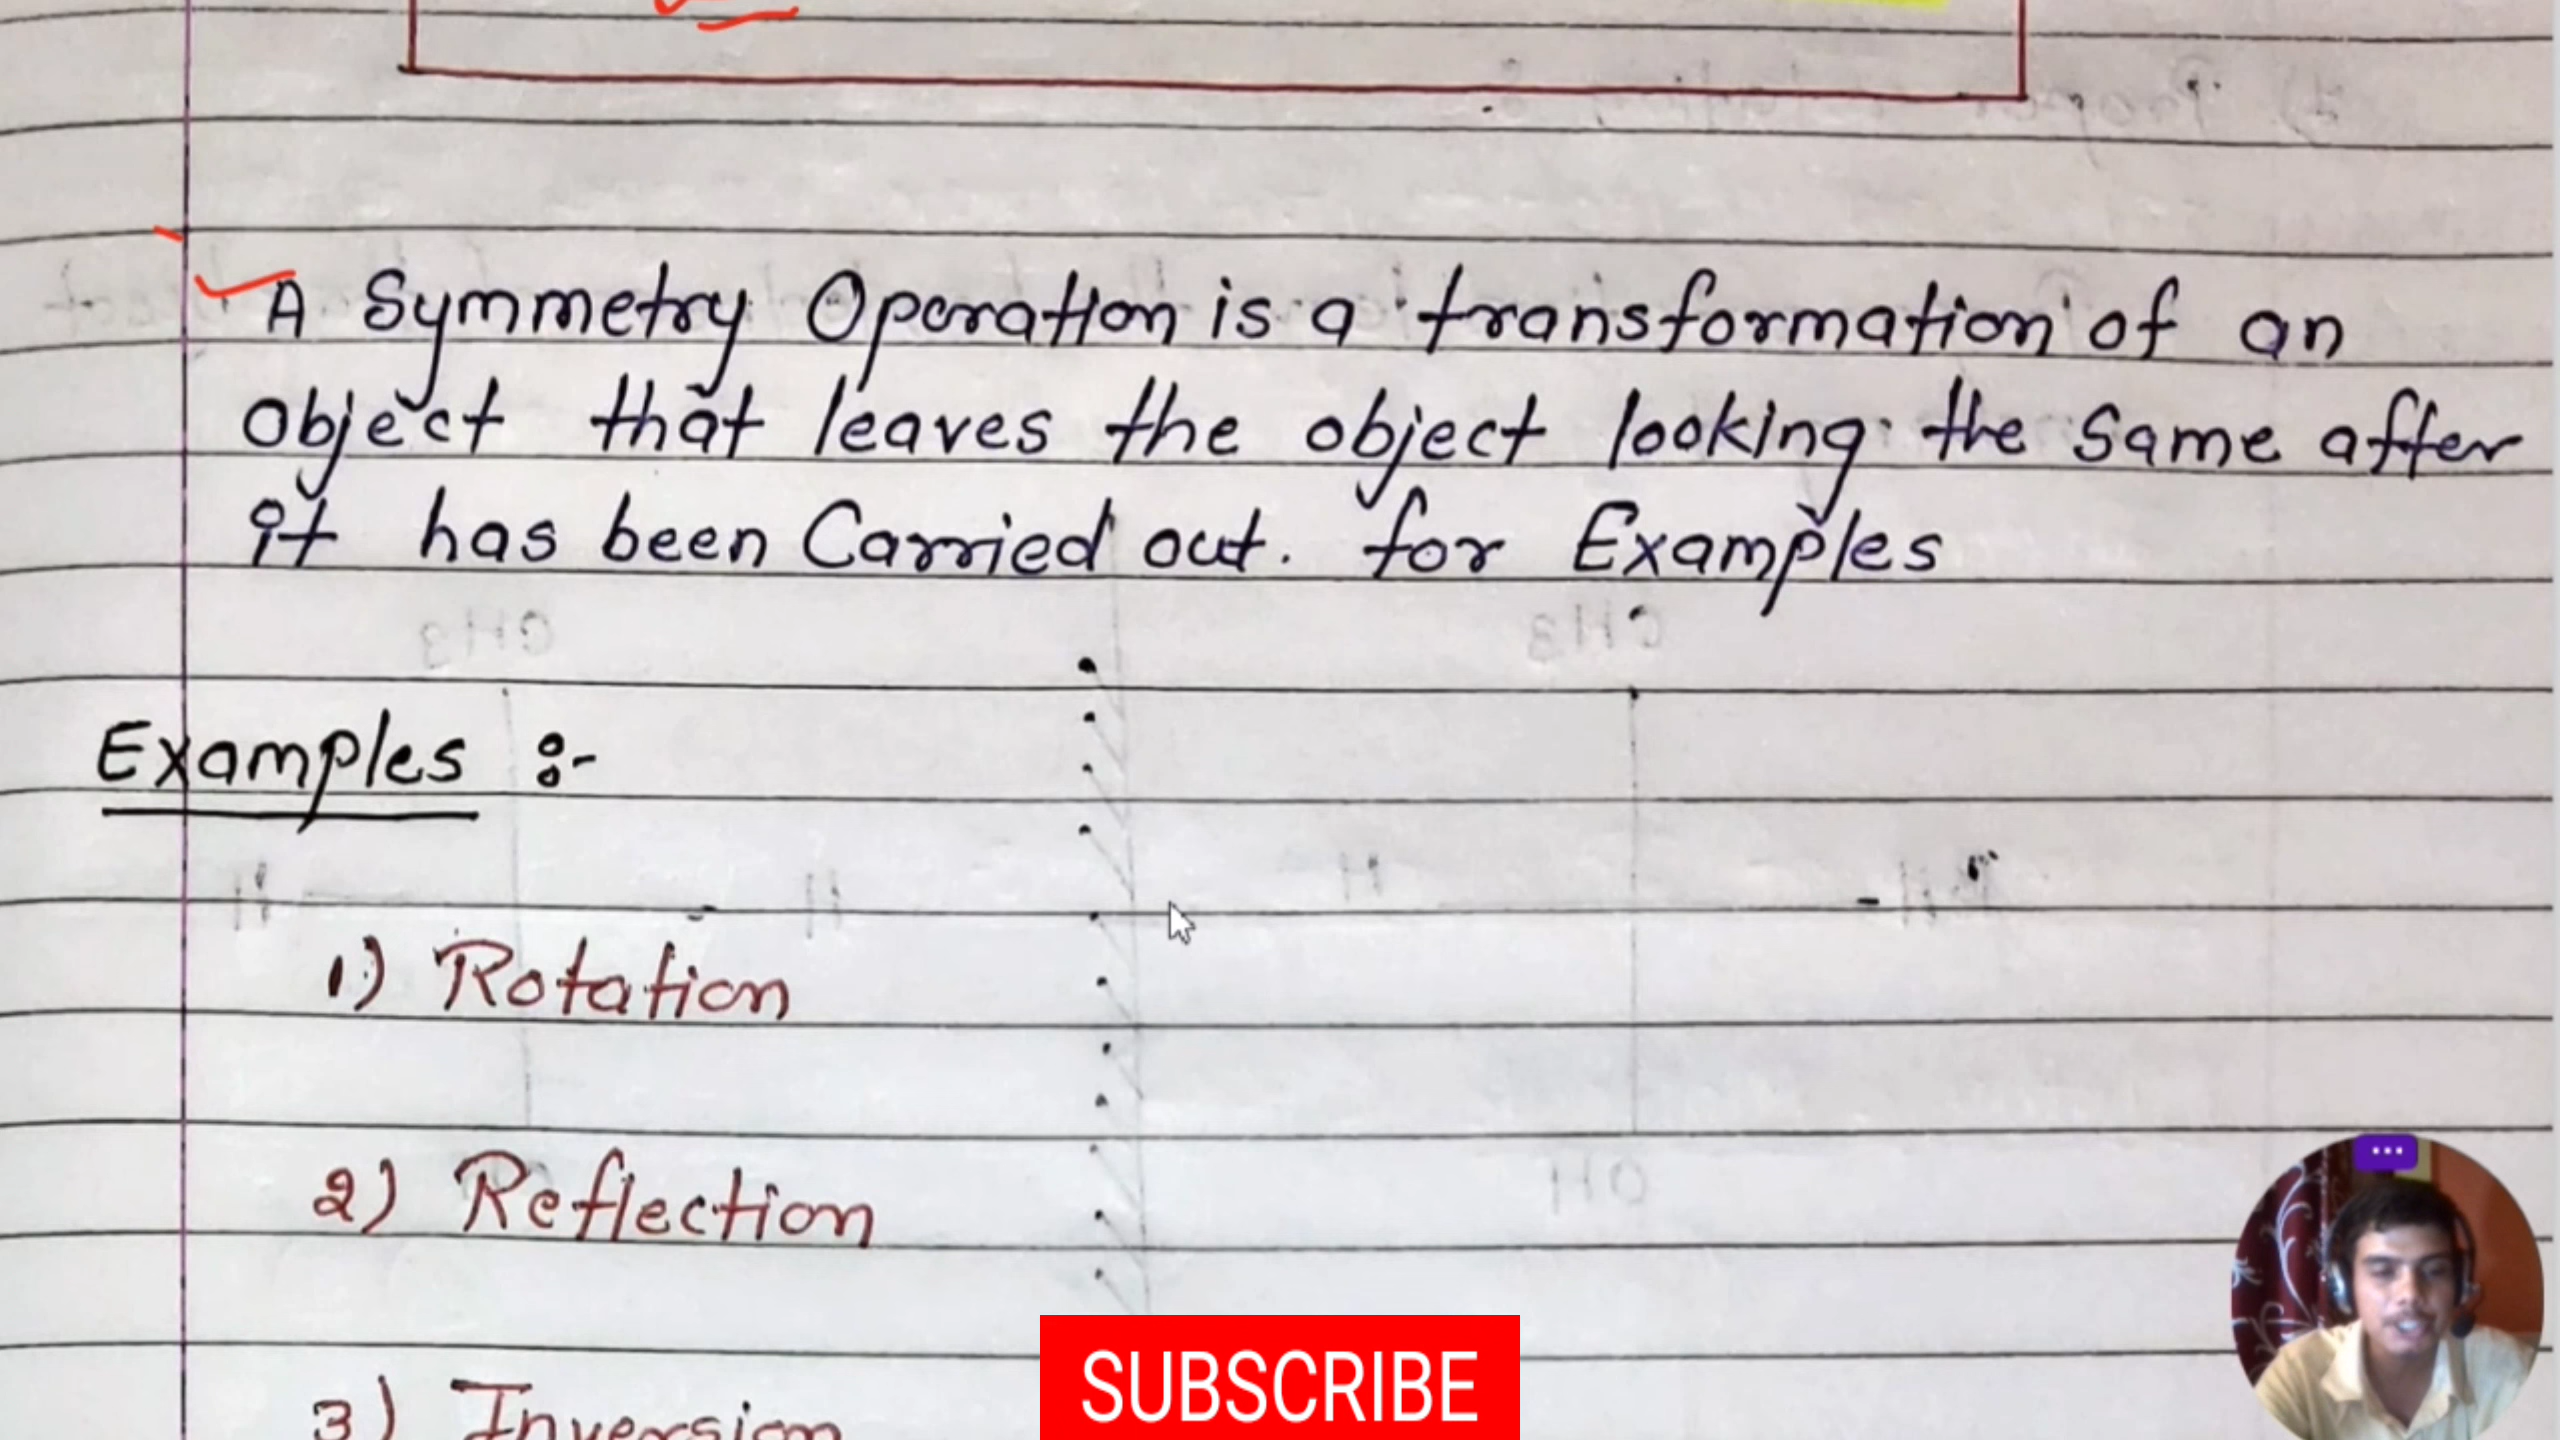 A Symmetry Operation is a transformation of an
object that leaves the object looking the same after
it has been Carried out. for Examples
Examples :-
1) Rotation
2) Reflection
3) Inversion
SUBSCRIBE